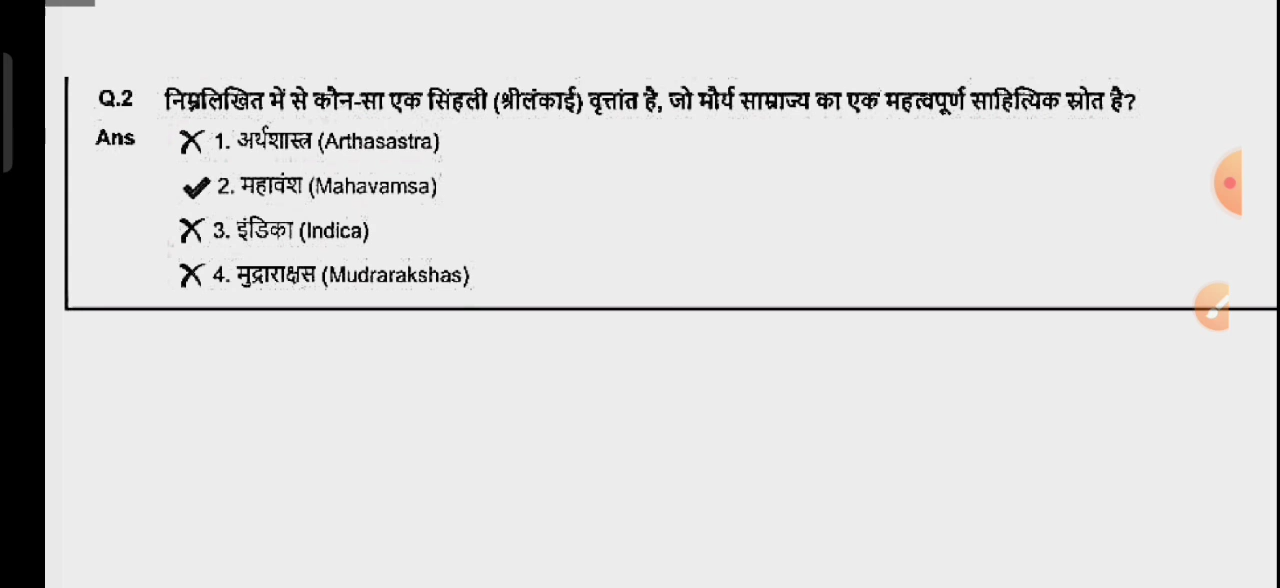 Q.2 निम्नलिखित में से कौन-सा एक सिंहली (श्रीलंकाई) वृत्तांत है, जो मौर्य साम्राज्य का एक महत्वपूर्ण साहित्यिक स्रोत है?
Ans 1. अर्थशास्त्र (Arthasastra)
2. महावंश (Mahavamsa)
3. इंडिका (Indica)
4. मुद्राराक्षस (Mudrarakshas)